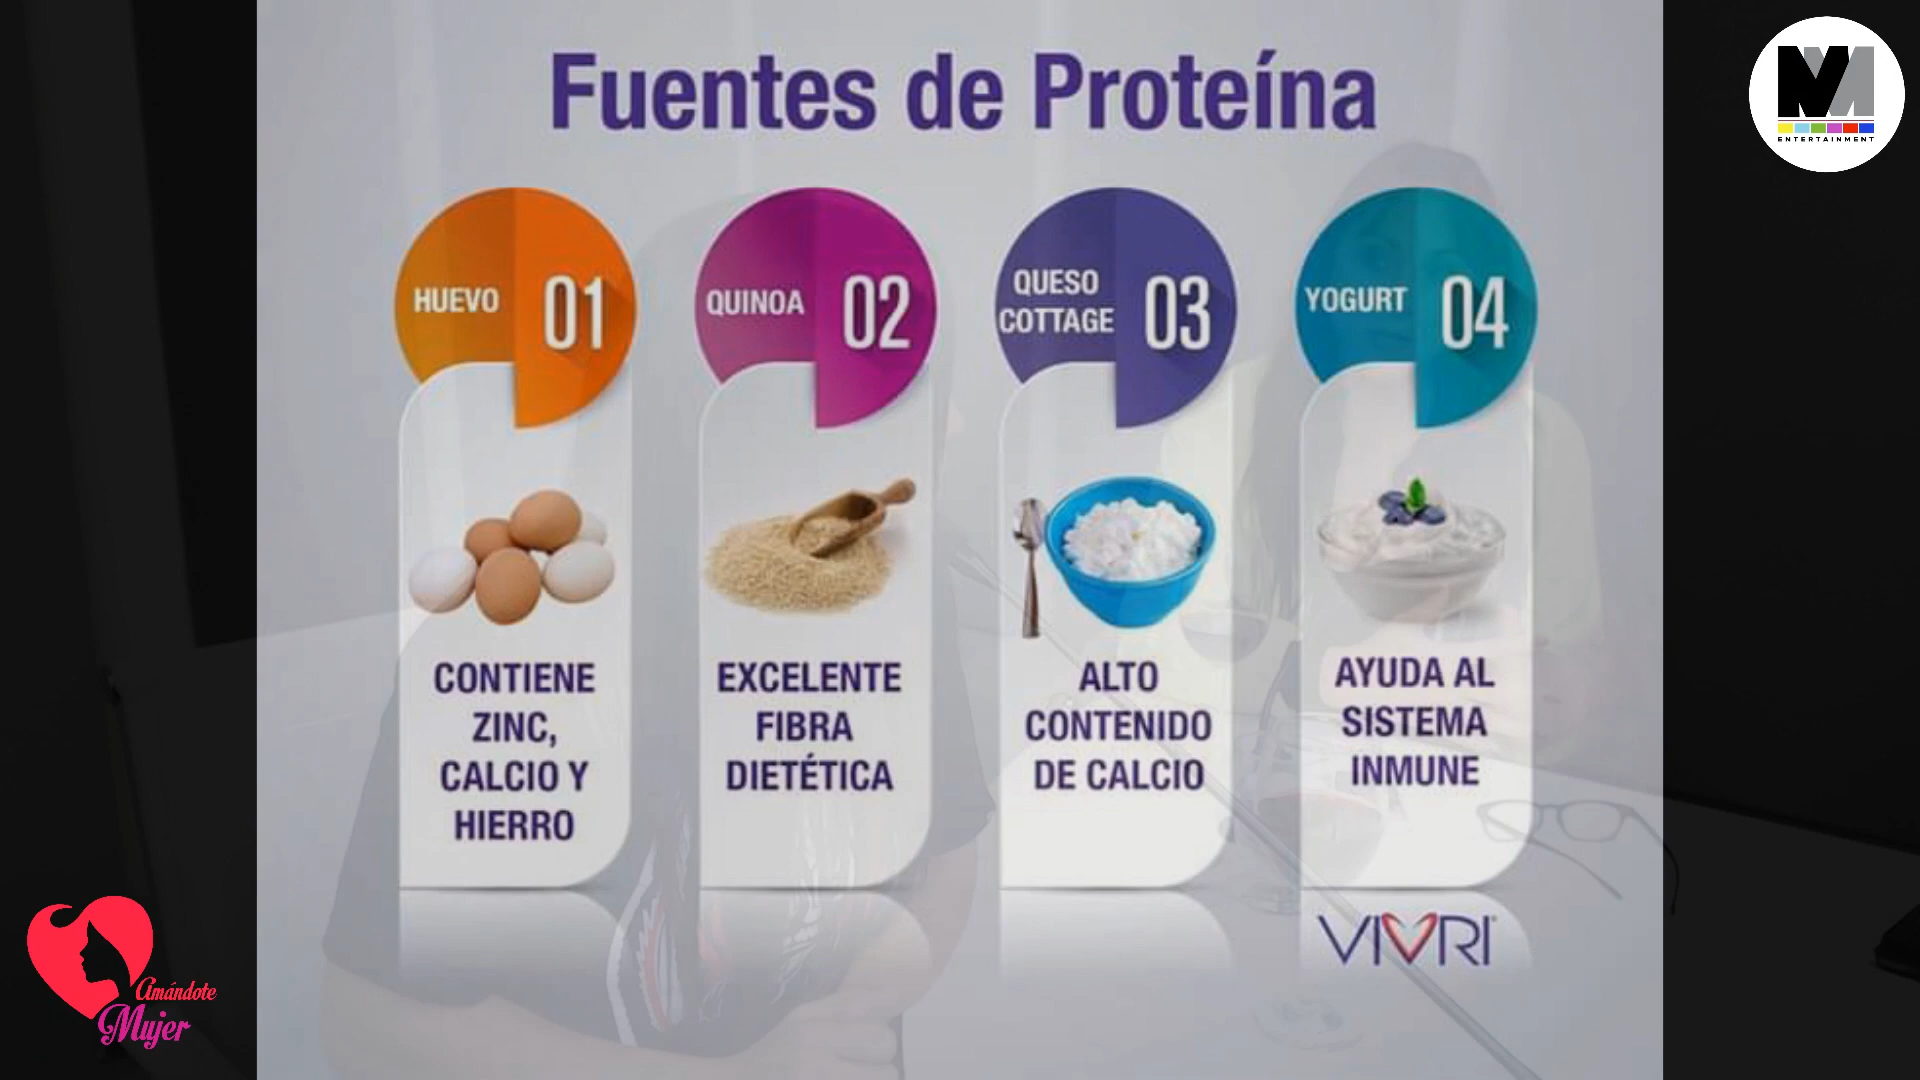 Fuentes de Proteína
HUEVO 01
QUINOA 02
QUESO
COTTAGE 03
YOGURT 04
CONTIENE
ZINC,
CALCIO Y
HIERRO
EXCELENTE
FIBRA
DIETÉTICA
ALTO
CONTENIDO
DE CALCIO
AYUDA AL
SISTEMA
INMUNE
VIVRI
Amándote
Mujer
MA
ENTERTAINMENT